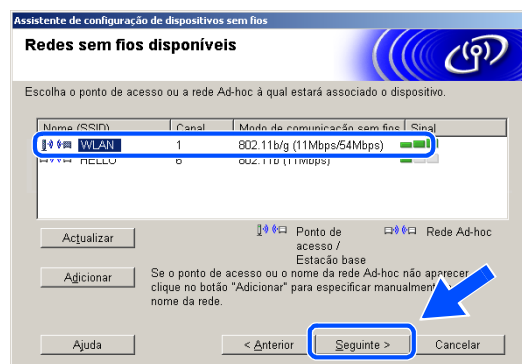 Assistente de configuração de dispositivos sem fios
Redes sem fios disponíveis
Escolha o ponto de acesso ou a rede Ad-hoc à qual estará associado o dispositivo.
Nome (SSID) Canal Modo de comunicação sem fios Sinal
WLAN 1 802.11b/g (11Mbps/54Mbps)
HELLO 6 802.11b (11Mbps)
Actualizar
Ponto de acesso / Estacão base
Rede Ad-hoc
Adicionar
Se o ponto de acesso ou o nome da rede Ad-hoc não aparecer
clique no botão "Adicionar" para especificar manualmente
nome da rede.
Ajuda
< Anterior
Seguinte >
Cancelar